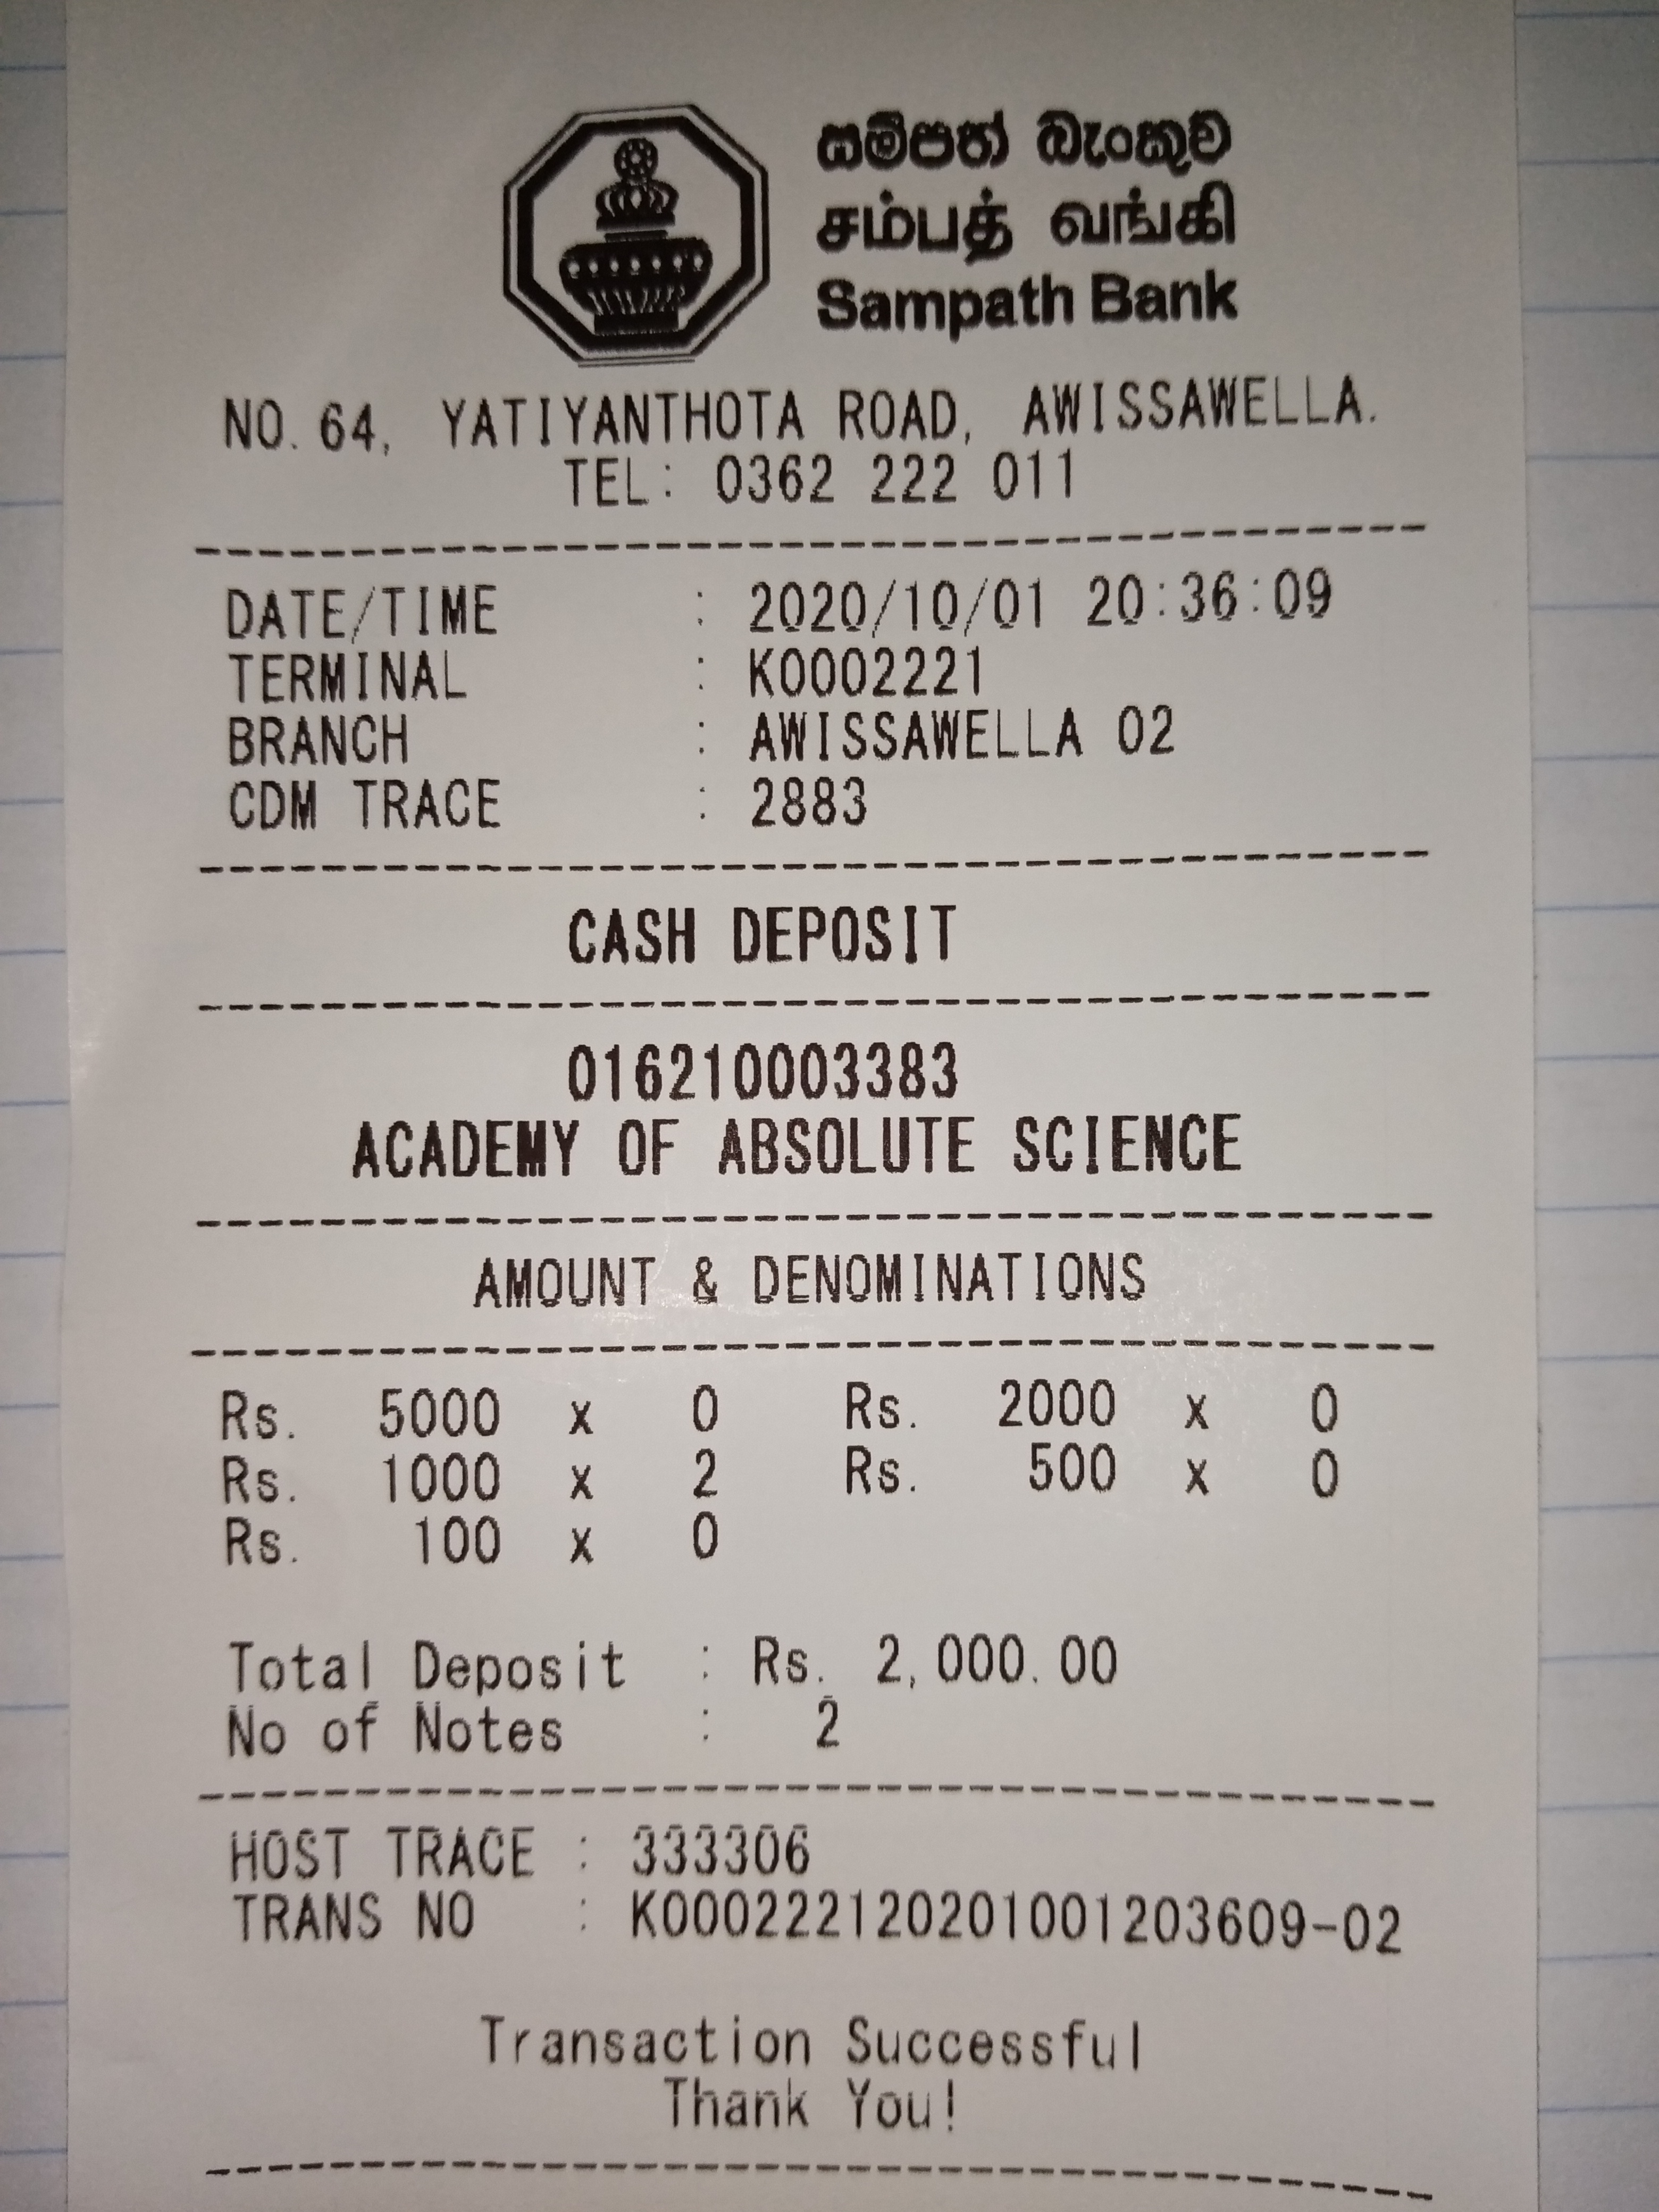 සම්පත් බැංකුව
சம்பத் வங்கி
Sampath Bank
NO. 64, YATIYANTHOTA ROAD, AWISSAWELLA.
TEL: 0362 222 011
DATE/TIME : 2020/10/01 20:36:09
TERMINAL : K0002221
BRANCH : AWISSAWELLA 02
CDM TRACE : 2883
CASH DEPOSIT
016210003383
ACADEMY OF ABSOLUTE SCIENCE
AMOUNT & DENOMINATIONS
Rs. 5000 x 0 Rs. 2000 x 0
Rs. 1000 x 2 Rs. 500 x 0
Rs. 100 x 0
Total Deposit : Rs. 2,000.00
No of Notes : 2
HOST TRACE : 333306
TRANS NO : K000222120201001203609-02
Transaction Successful
Thank You!